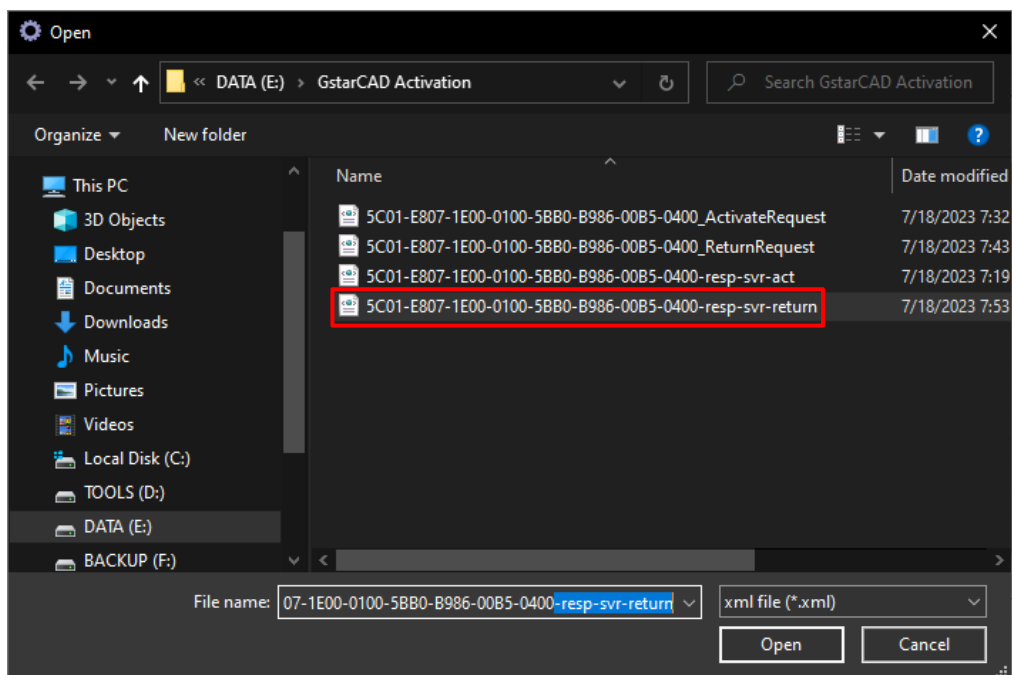 Open
« DATA (E:) › GstarCAD Activation
Search GstarCAD Activation
Organize
New folder
?
This PC
3D Objects
Desktop
Documents
Downloads
Music
Pictures
Videos
Local Disk (C:)
TOOLS (D:)
DATA (E:)
BACKUP (F:)
Name Date modified
5C01-E807-1E00-0100-5BB0-B986-00B5-0400_ActivateRequest 7/18/2023 7:32
5C01-E807-1E00-0100-5BB0-B986-00B5-0400_ReturnRequest 7/18/2023 7:43
5C01-E807-1E00-0100-5BB0-B986-00B5-0400-resp-svr-act 7/18/2023 7:19
5C01-E807-1E00-0100-5BB0-B986-00B5-0400-resp-svr-return 7/18/2023 7:53
File name: 07-1E00-0100-5BB0-B986-00B5-0400-resp-svr-return
xml file (*.xml)
Open
Cancel